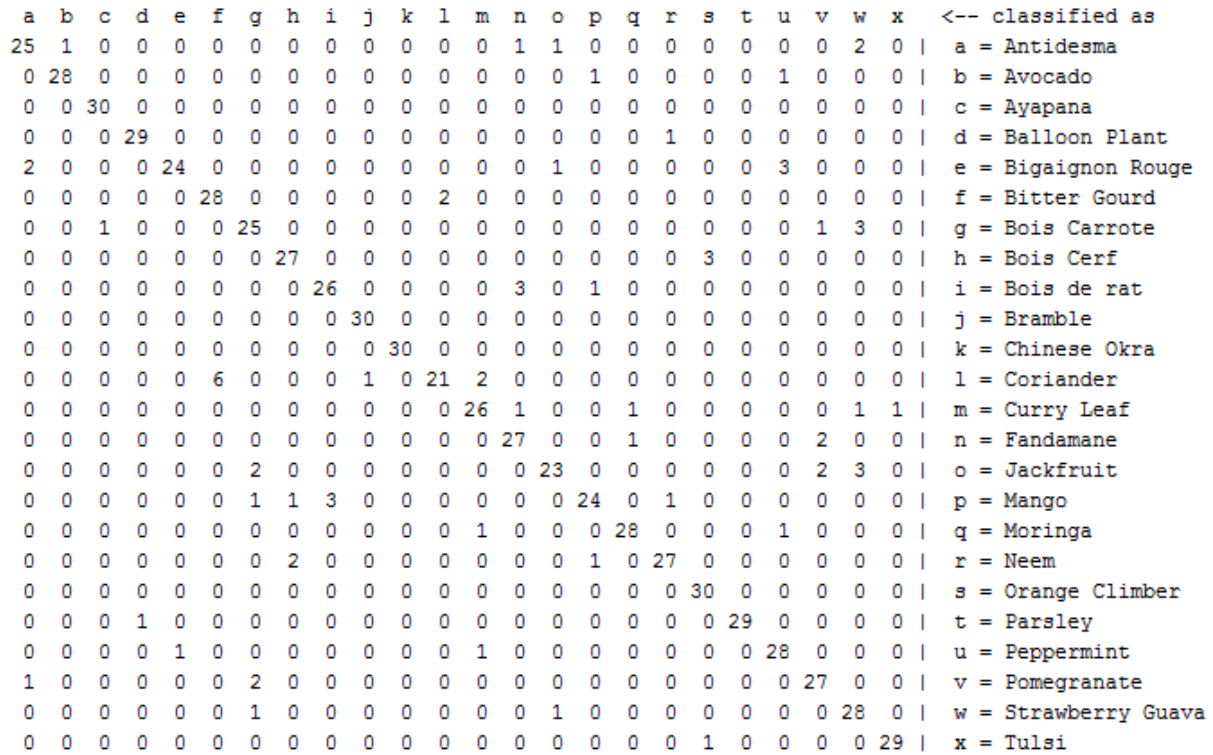 a b c d e f g h i j k l m n o p q r s t u v w x <-- classified as
25 1 0 0 0 0 0 0 0 0 0 0 0 1 1 0 0 0 0 0 0 0 2 0 | a = Antidesma
0 28 0 0 0 0 0 0 0 0 0 0 0 0 0 1 0 0 0 0 1 0 0 0 | b = Avocado
0 0 30 0 0 0 0 0 0 0 0 0 0 0 0 0 0 0 0 0 0 0 0 0 | c = Ayapana
0 0 0 29 0 0 0 0 0 0 0 0 0 0 0 0 0 1 0 0 0 0 0 0 | d = Balloon Plant
2 0 0 0 24 0 0 0 0 0 0 0 0 0 1 0 0 0 0 0 3 0 0 0 | e = Bigaignon Rouge
0 0 0 0 0 28 0 0 0 0 0 2 0 0 0 0 0 0 0 0 0 0 0 0 | f = Bitter Gourd
0 0 1 0 0 0 25 0 0 0 0 0 0 0 0 0 0 0 0 0 0 1 3 0 | g = Bois Carrote
0 0 0 0 0 0 0 27 0 0 0 0 0 0 0 0 0 0 3 0 0 0 0 0 | h = Bois Cerf
0 0 0 0 0 0 0 0 26 0 0 0 0 3 0 1 0 0 0 0 0 0 0 0 | i = Bois de rat
0 0 0 0 0 0 0 0 0 30 0 0 0 0 0 0 0 0 0 0 0 0 0 0 | j = Bramble
0 0 0 0 0 0 0 0 0 0 30 0 0 0 0 0 0 0 0 0 0 0 0 0 | k = Chinese Okra
0 0 0 0 0 6 0 0 0 1 0 21 2 0 0 0 0 0 0 0 0 0 0 0 | l = Coriander
0 0 0 0 0 0 0 0 0 0 0 0 26 1 0 0 1 0 0 0 0 0 1 1 | m = Curry Leaf
0 0 0 0 0 0 0 0 0 0 0 0 0 27 0 0 1 0 0 0 0 2 0 0 | n = Fandamane
0 0 0 0 0 0 2 0 0 0 0 0 0 0 23 0 0 0 0 0 0 2 3 0 | o = Jackfruit
0 0 0 0 0 0 1 1 3 0 0 0 0 0 0 24 0 1 0 0 0 0 0 0 | p = Mango
0 0 0 0 0 0 0 0 0 0 0 0 1 0 0 0 28 0 0 0 1 0 0 0 | q = Moringa
0 0 0 0 0 0 0 2 0 0 0 0 0 0 0 1 0 27 0 0 0 0 0 0 | r = Neem
0 0 0 0 0 0 0 0 0 0 0 0 0 0 0 0 0 0 30 0 0 0 0 0 | s = Orange Climber
0 0 0 1 0 0 0 0 0 0 0 0 0 0 0 0 0 0 0 29 0 0 0 0 | t = Parsley
0 0 0 0 1 0 0 0 0 0 0 0 1 0 0 0 0 0 0 0 28 0 0 0 | u = Peppermint
1 0 0 0 0 0 2 0 0 0 0 0 0 0 0 0 0 0 0 0 0 27 0 0 | v = Pomegranate
0 0 0 0 0 0 1 0 0 0 0 0 0 0 1 0 0 0 0 0 0 0 28 0 | w = Strawberry Guava
0 0 0 0 0 0 0 0 0 0 0 0 0 0 0 0 0 0 1 0 0 0 0 29 | x = Tulsi